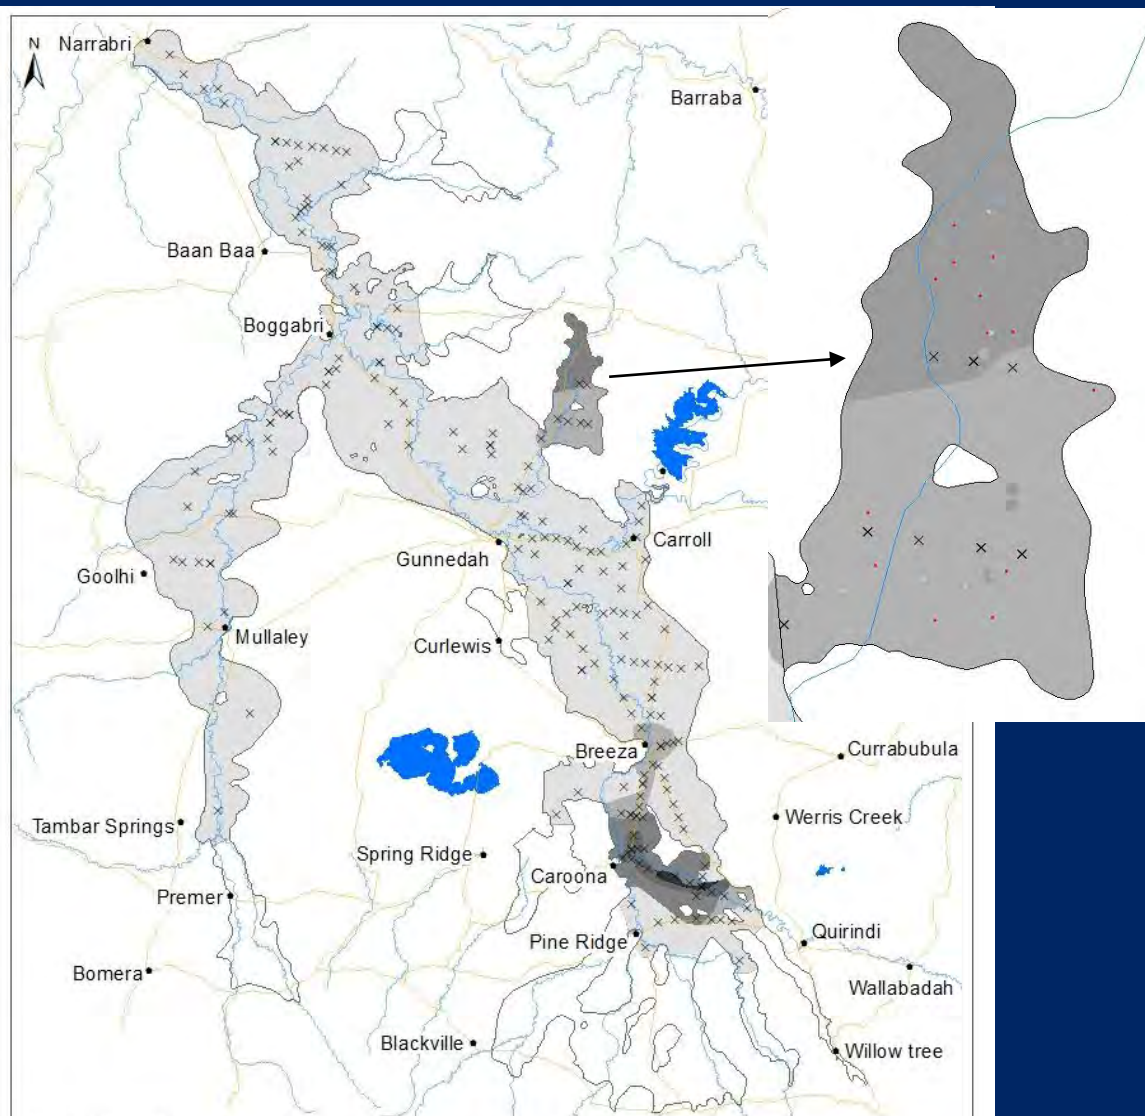 Narrabri
N
Barraba
Baan Baa
Boggabri
Carroll
Gunnedah
Goolhi
Mullaley
Curlewis
Breeza
Currabubula
Tambar Springs
Werris Creek
Spring Ridge
Caroona
Premer
Pine Ridge
Quirindi
Bomera
Wallabadah
Blackville
Willow tree